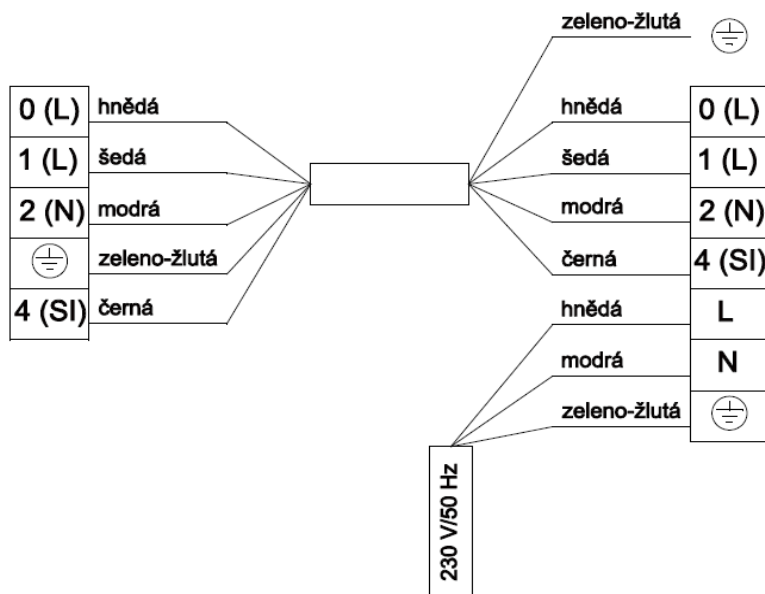 0 (L)
1 (L)
2 (N)
4 (SI)
hnědá
šedá
modrá
zeleno-žlutá
černá
zeleno-žlutá
hnědá
šedá
modrá
černá
hnědá
modrá
zeleno-žlutá
0 (L)
1 (L)
2 (N)
4 (SI)
L
N
230 V/50 Hz